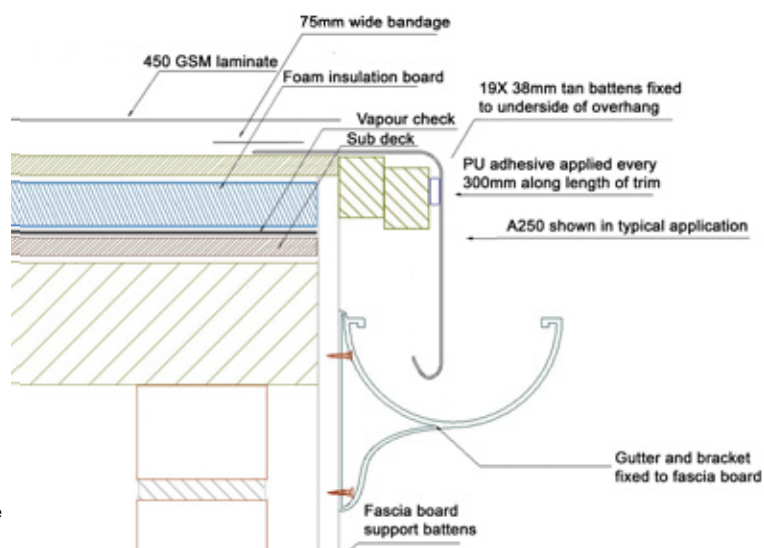 75mm wide bandage
450 GSM laminate
Foam insulation board
19X 38mm tan battens fixed
to underside of overhang
Vapour check
Sub deck
PU adhesive applied every
300mm along length of trim
A250 shown in typical application
Gutter and bracket
fixed to fascia board
Fascia board
support battens
e